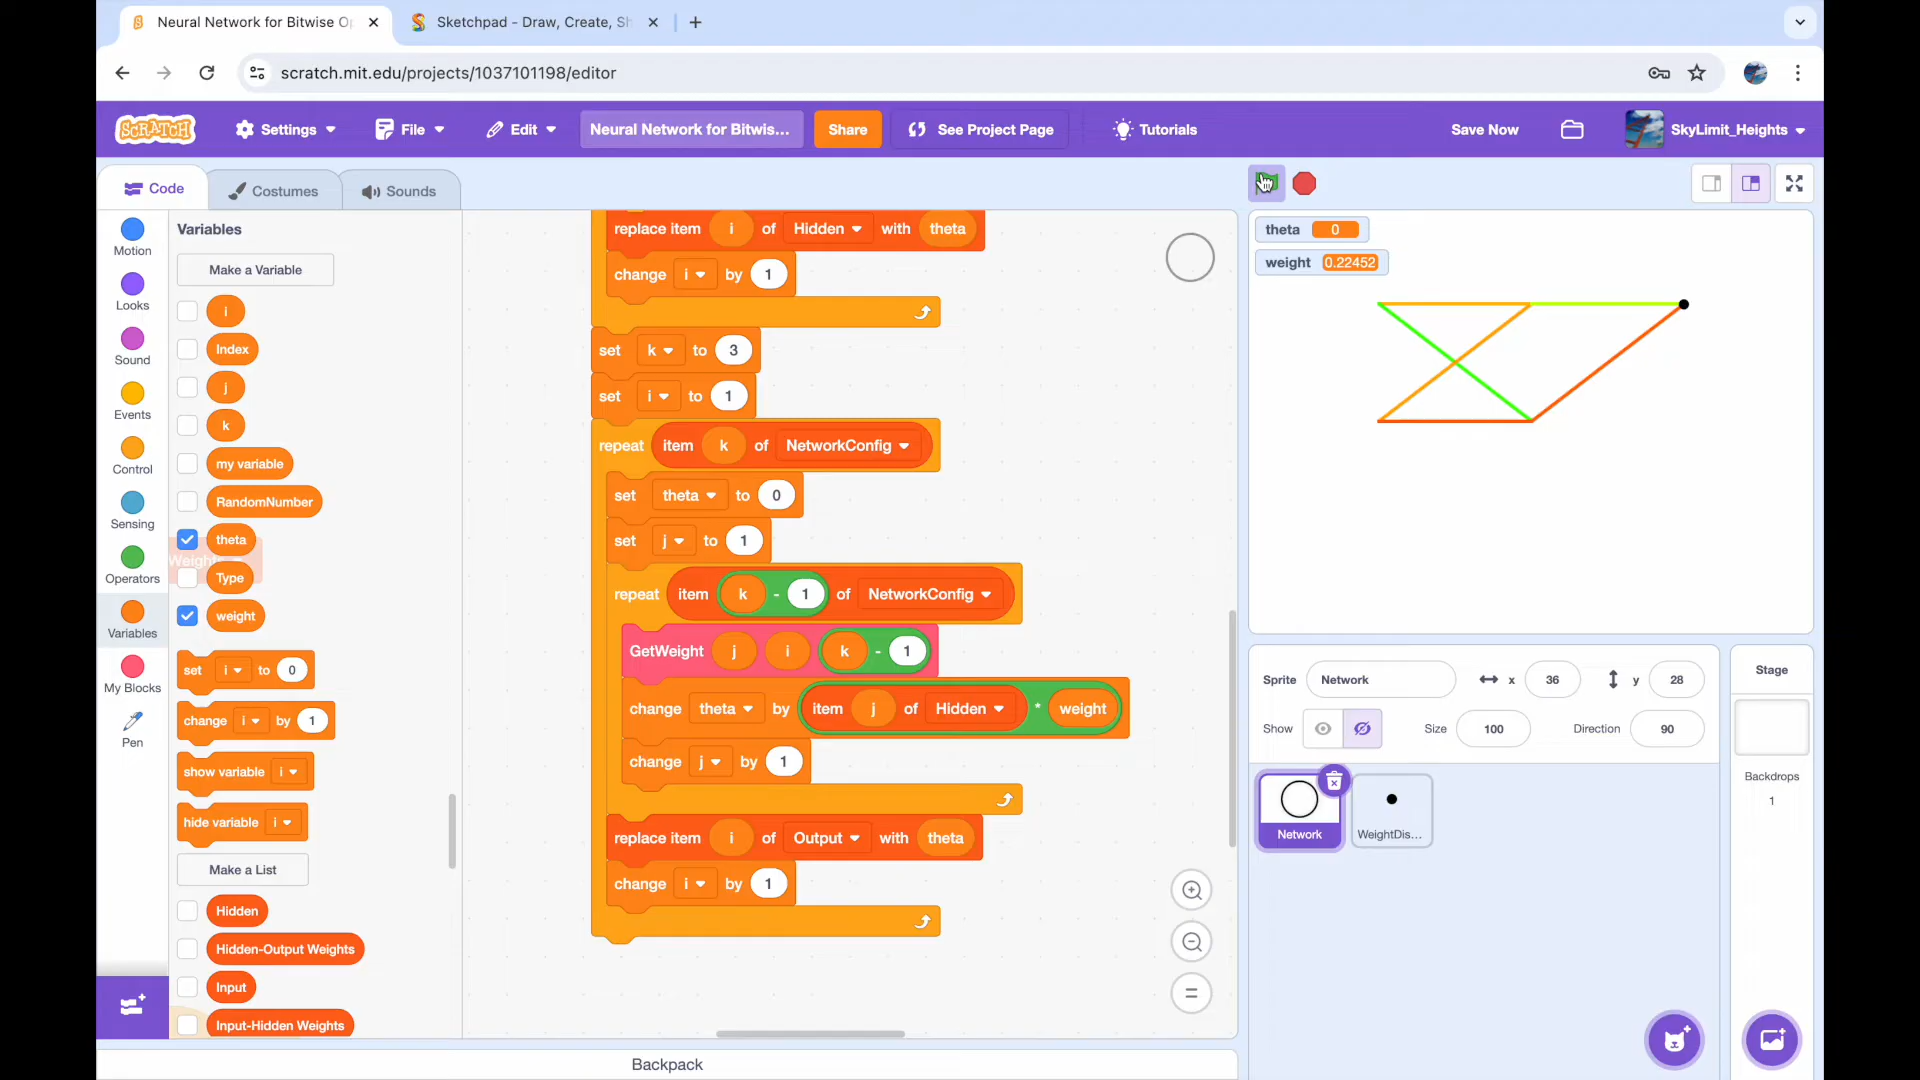 Neural Network for Bitwise Op
Sketchpad - Draw, Create, Sh
scratch.mit.edu/projects/1037101198/editor
SCRATCH
Settings
File
Edit
Neural Network for Bitwis...
Share
See Project Page
Tutorials
Save Now
SkyLimit_Heights
Code
Costumes
Sounds
Motion
Looks
Sound
Events
Control
Sensing
Operators
Variables
My Blocks
Pen
Variables
Make a Variable
i
Index
j
k
my variable
RandomNumber
theta
Weight
Type
weight
set i to 0
change i by 1
show variable i
hide variable i
Make a List
Hidden
Hidden-Output Weights
Input
Input-Hidden Weights
replace item i of Hidden with theta
change i by 1
set k to 3
set i to 1
repeat item k of NetworkConfig
set theta to 0
set j to 1
repeat item k - 1 of NetworkConfig
GetWeight j i k - 1
change theta by item j of Hidden * weight
change j by 1
replace item i of Output with theta
change i by 1
Backpack
theta 0
weight 0.22452
Sprite Network x 36 y 28
Show Size 100 Direction 90
Network
WeightDis...
Stage
Backdrops
1